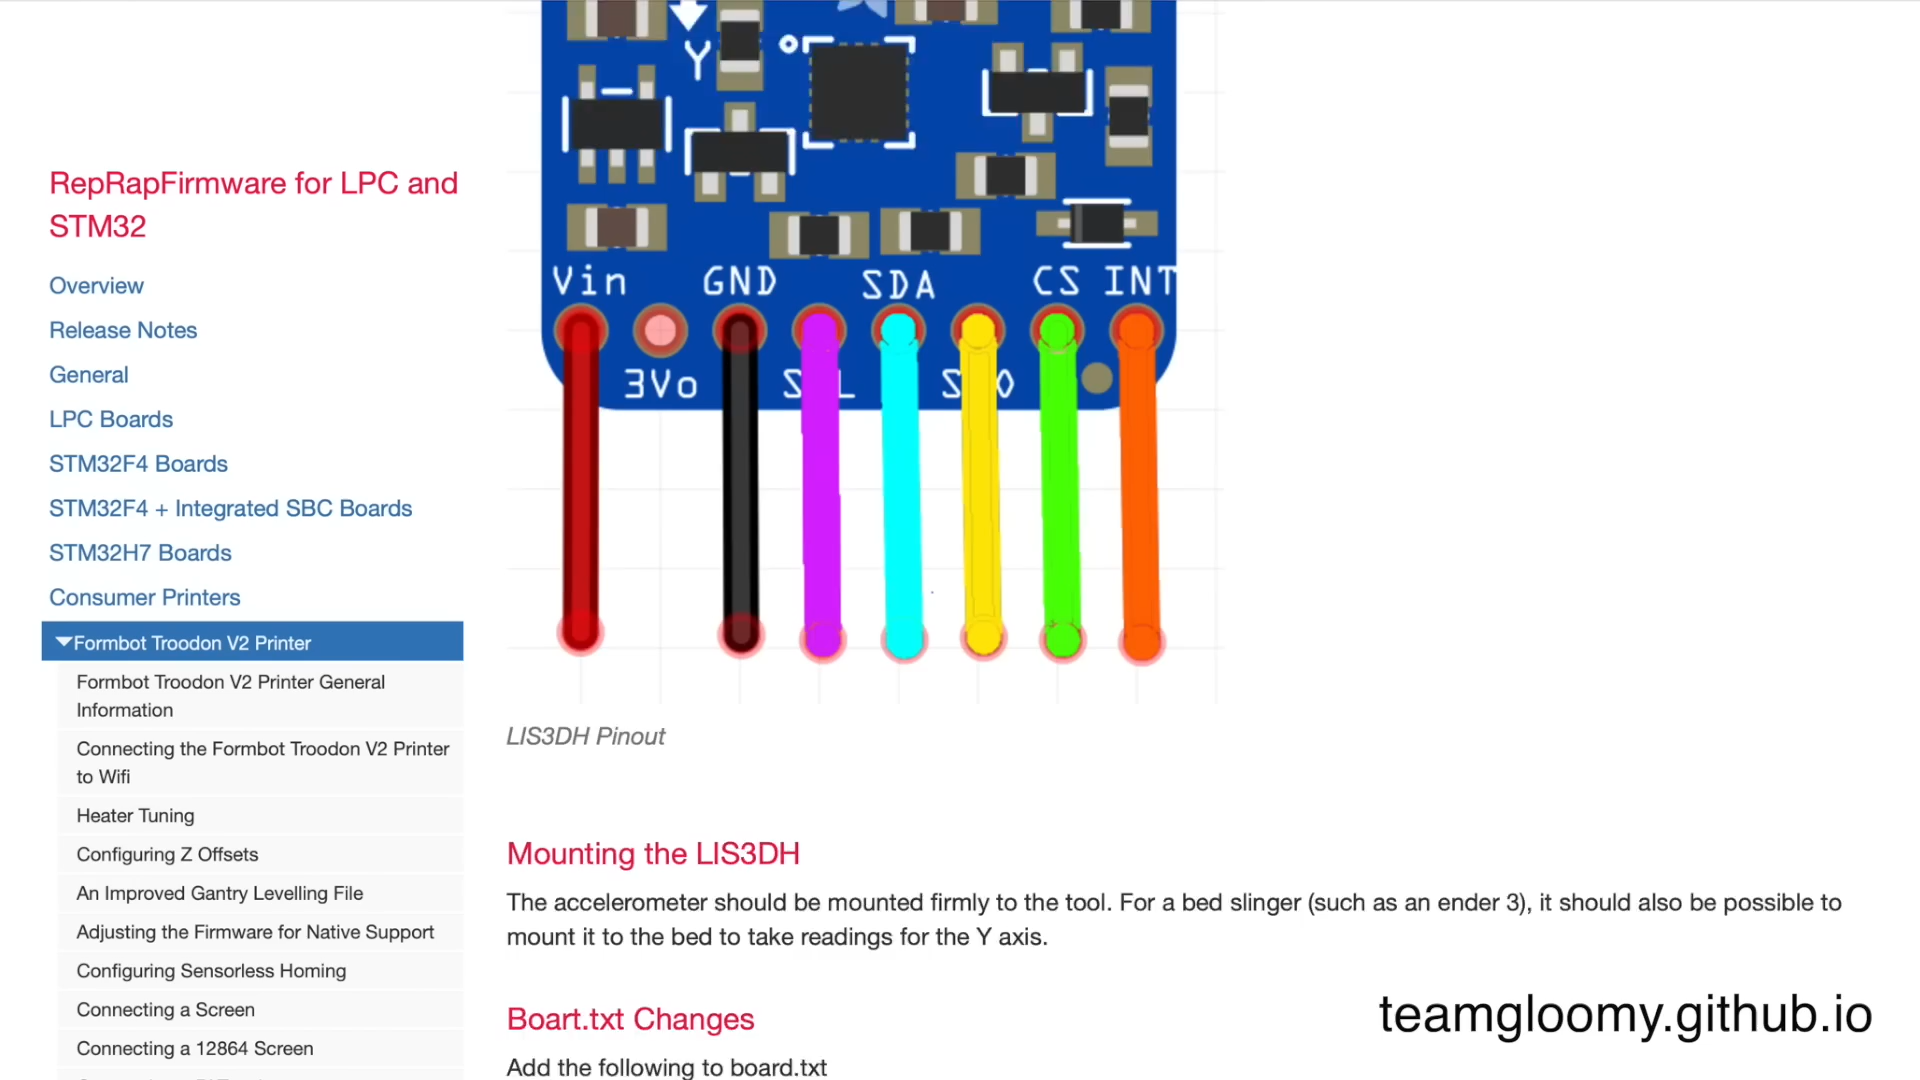 Y
RepRapFirmware for LPC and
STM32
Overview
Release Notes
General
LPC Boards
STM32F4 Boards
STM32F4 + Integrated SBC Boards
STM32H7 Boards
Consumer Printers
Formbot Troodon V2 Printer
Formbot Troodon V2 Printer General
Information
Connecting the Formbot Troodon V2 Printer
to Wifi
Heater Tuning
Configuring Z Offsets
An Improved Gantry Levelling File
Adjusting the Firmware for Native Support
Configuring Sensorless Homing
Connecting a Screen
Connecting a 12864 Screen
Vin GND SDA CS INT
3Vo
LIS3DH Pinout
Mounting the LIS3DH
The accelerometer should be mounted firmly to the tool. For a bed slinger (such as an ender 3), it should also be possible to
mount it to the bed to take readings for the Y axis.
Boart.txt Changes
Add the following to board.txt
teamgloomy.github.io